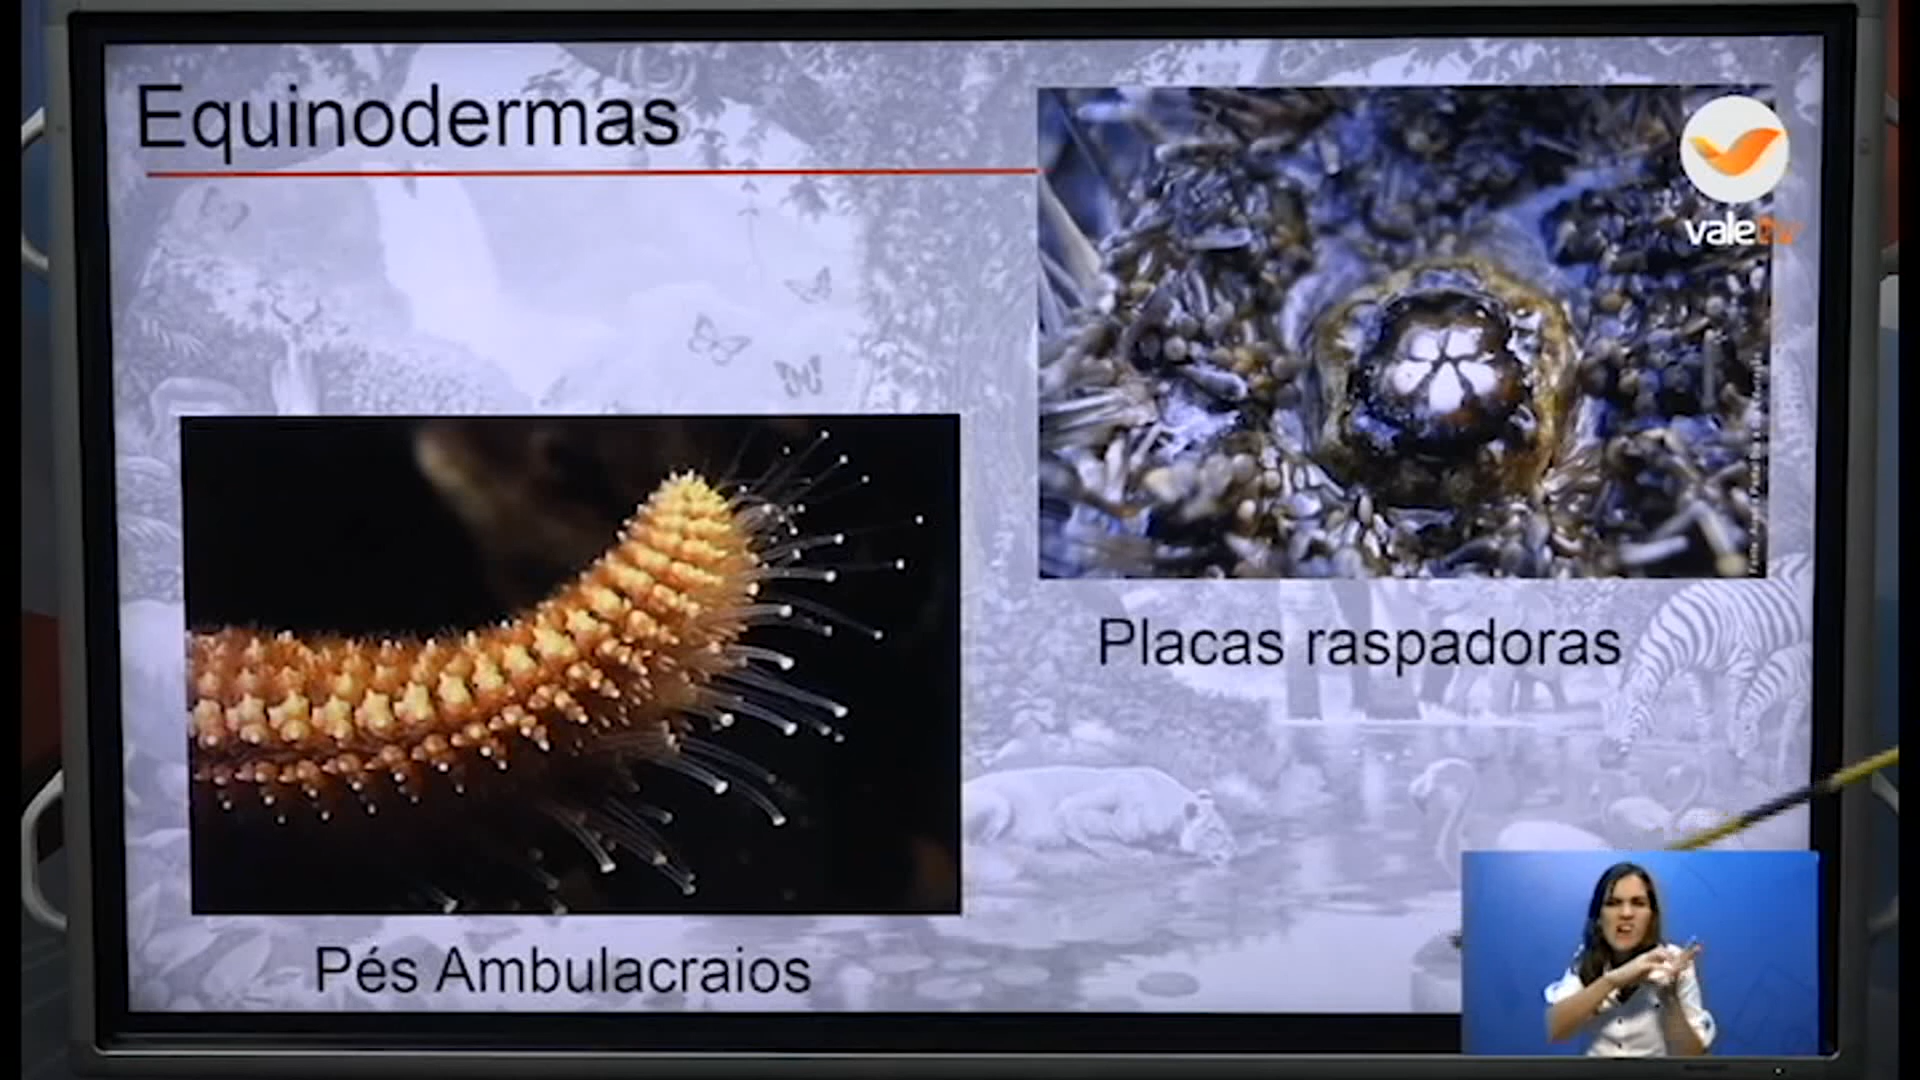 Equinodermas
valetv
Placas raspadoras
Pés Ambulacraios